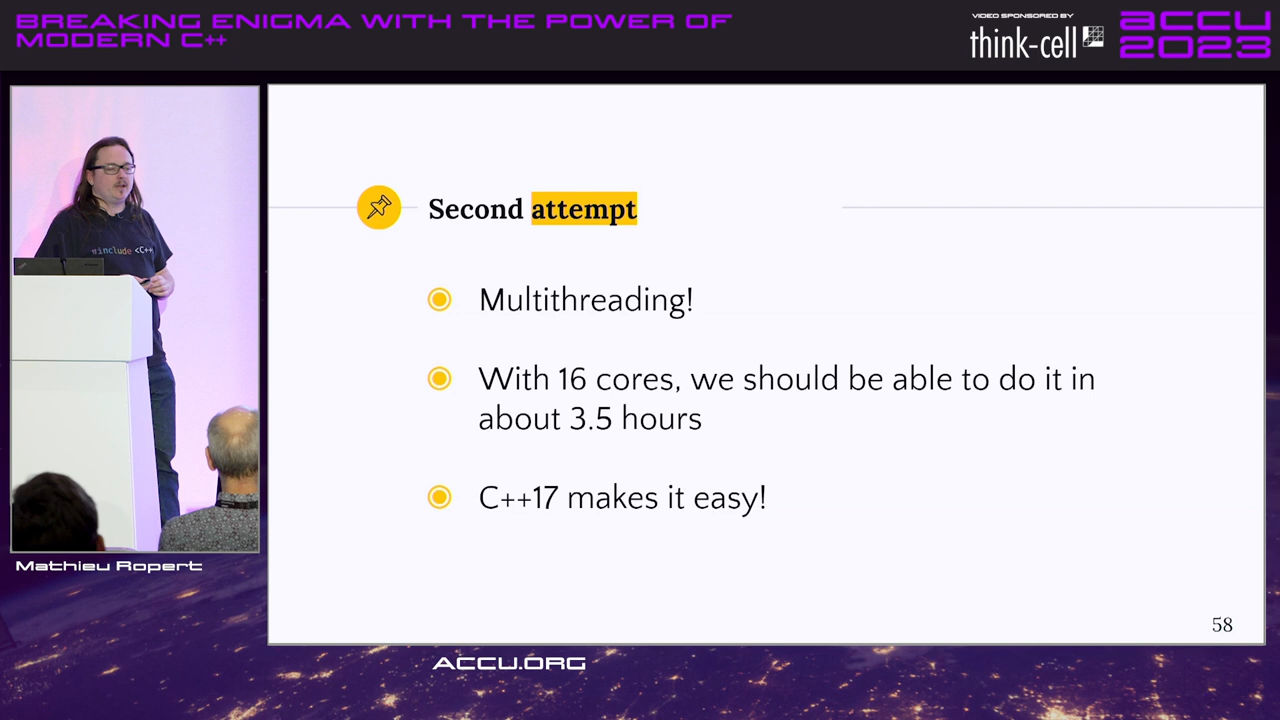 BREAKING ENIGMA WITH THE POWER OF
MODERN C++
VIDEO SPONSORED BY
think-cell
ACCU
2023
#include <C++
Second attempt
Multithreading!
With 16 cores, we should be able to do it in
about 3.5 hours
C++17 makes it easy!
58
Mathieu Ropert
ACCU.ORG